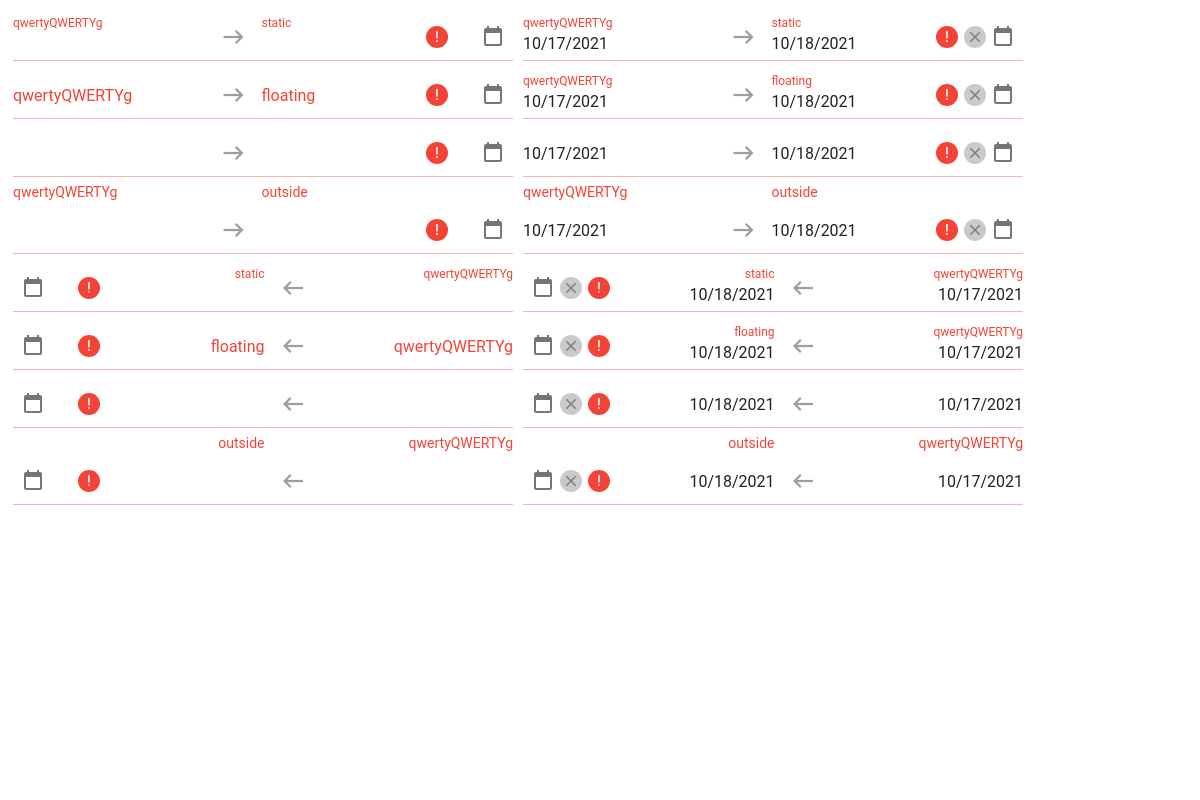 qwertyQWERTYg static qwertyQWERTYg static
10/17/2021 10/18/2021
qwertyQWERTYg floating qwertyQWERTYg floating
10/17/2021 10/18/2021
10/17/2021 10/18/2021
qwertyQWERTYg outside qwertyQWERTYg outside
10/17/2021 10/18/2021
static qwertyQWERTYg static qwertyQWERTYg
10/18/2021 10/17/2021
floating qwertyQWERTYg floating qwertyQWERTYg
10/18/2021 10/17/2021
10/18/2021 10/17/2021
outside qwertyQWERTYg outside qwertyQWERTYg
10/18/2021 10/17/2021